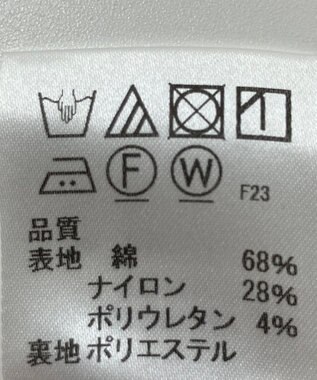 F W F23
品質
表地 綿 68%
ナイロン 28%
ポリウレタン 4%
裏地 ポリエステル